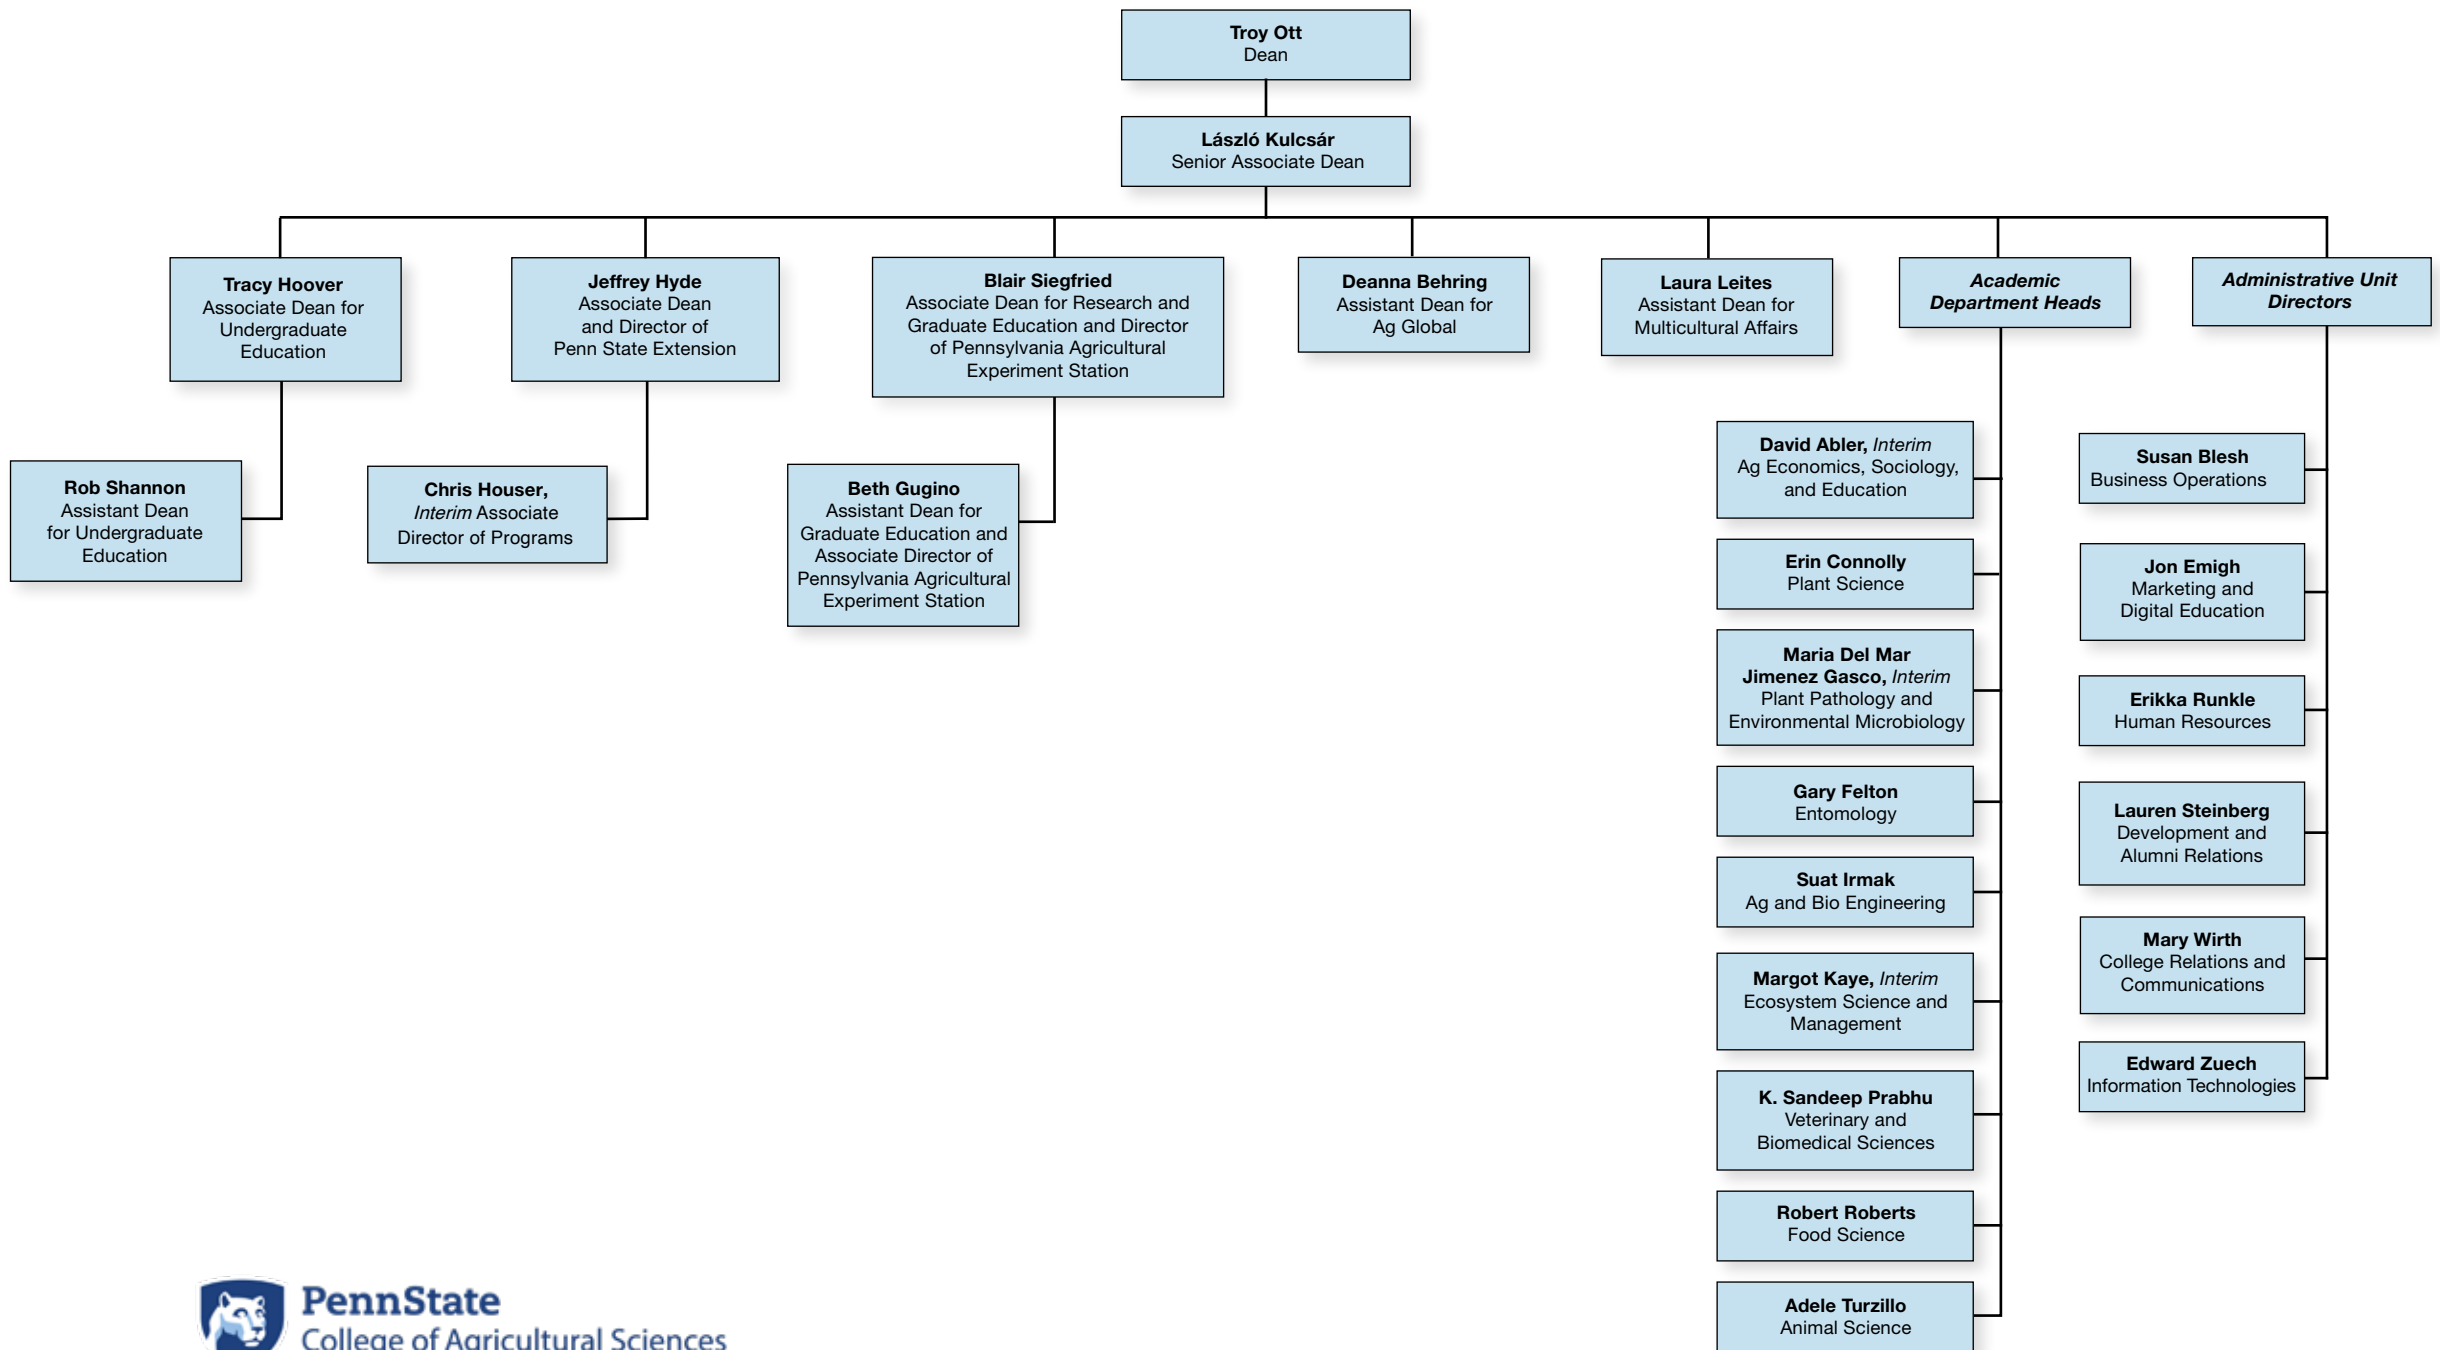 Troy Ott
Dean
László Kulcsár
Senior Associate Dean
Tracy Hoover
Associate Dean for
Undergraduate
Education
Jeffrey Hyde
Associate Dean
and Director of
Penn State Extension
Blair Siegfried
Associate Dean for Research and
Graduate Education and Director
of Pennsylvania Agricultural
Experiment Station
Deanna Behring
Assistant Dean for
Ag Global
Laura Leites
Assistant Dean for
Multicultural Affairs
Academic
Department Heads
Administrative Unit
Directors
Rob Shannon
Assistant Dean
for Undergraduate
Education
Chris Houser,
Interim Associate
Director of Programs
Beth Gugino
Assistant Dean for
Graduate Education and
Associate Director of
Pennsylvania Agricultural
Experiment Station
David Abler, Interim
Ag Economics, Sociology,
and Education
Erin Connolly
Plant Science
Maria Del Mar
Jimenez Gasco, Interim
Plant Pathology and
Environmental Microbiology
Gary Felton
Entomology
Suat Irmak
Ag and Bio Engineering
Margot Kaye, Interim
Ecosystem Science and
Management
K. Sandeep Prabhu
Veterinary and
Biomedical Sciences
Robert Roberts
Food Science
Adele Turzillo
Animal Science
Susan Blesh
Business Operations
Jon Emigh
Marketing and
Digital Education
Erikka Runkle
Human Resources
Lauren Steinberg
Development and
Alumni Relations
Mary Wirth
College Relations and
Communications
Edward Zuech
Information Technologies
PennState
College of Agricultural Sciences